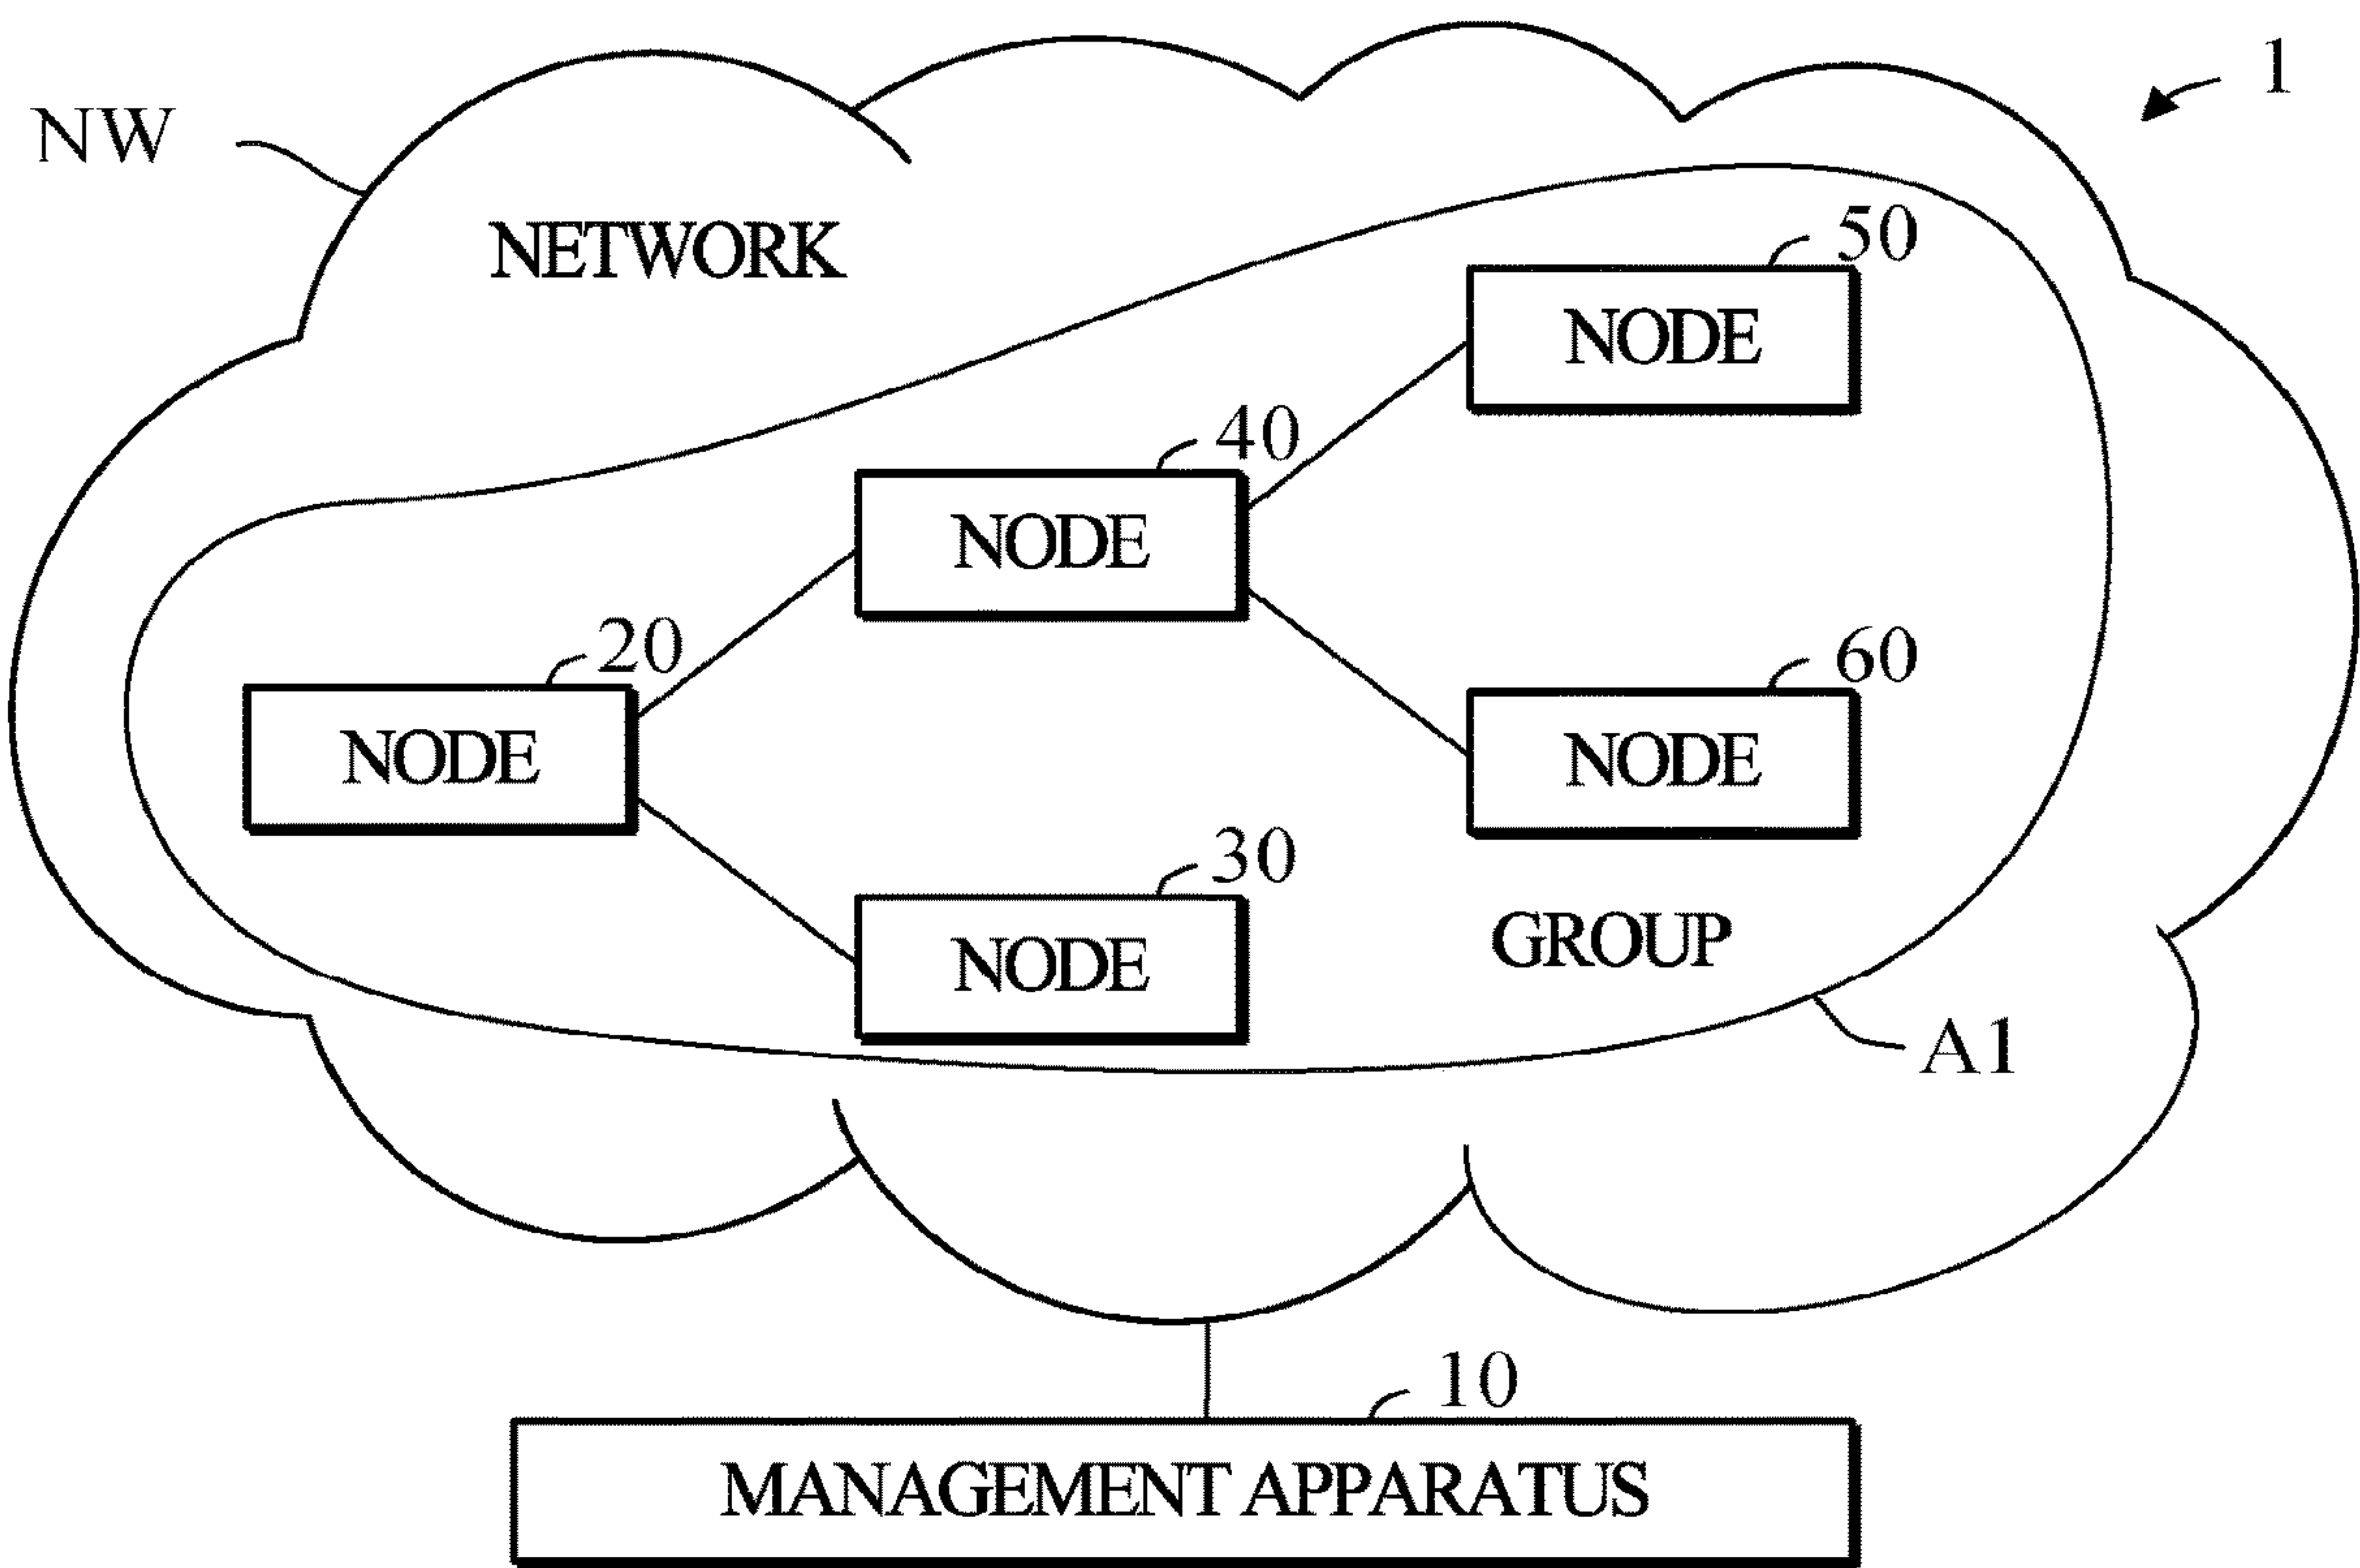 1
NW
NETWORK
50
NODE
40
NODE
20
NODE
60
NODE
30
NODE
GROUP
A1
10
MANAGEMENT APPARATUS